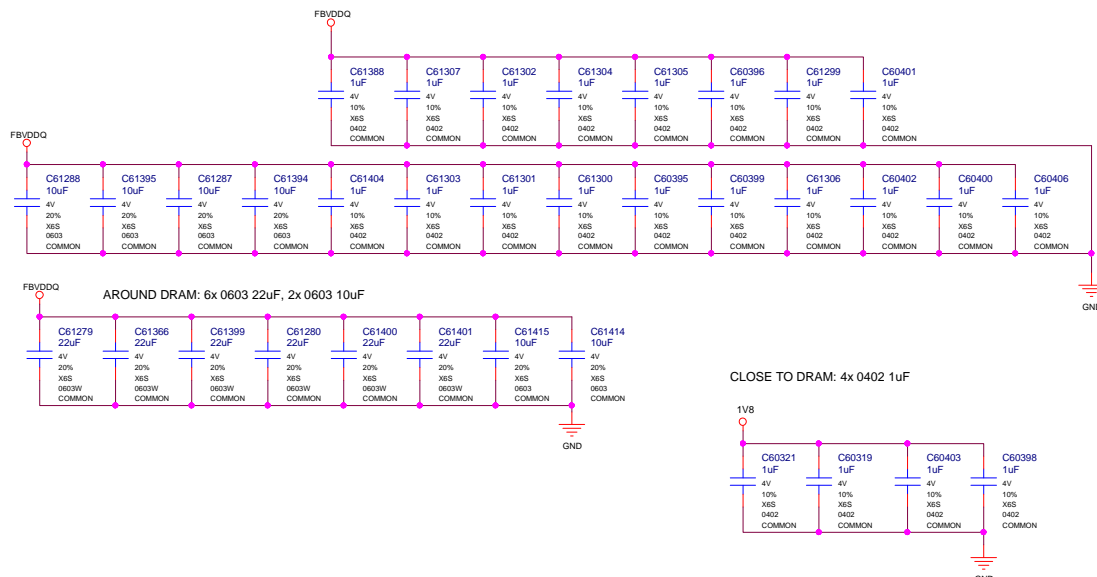 FBVDDQ
C61388 C61307 C61302 C61304 C61305 C60396 C61299 C60401
1uF 1uF 1uF 1uF 1uF 1uF 1uF 1uF
4V 4V 4V 4V 4V 4V 4V 4V
10% 10% 10% 10% 10% 10% 10% 10%
X6S X6S X6S X6S X6S X6S X6S X6S
0402 0402 0402 0402 0402 0402 0402 0402
COMMON COMMON COMMON COMMON COMMON COMMON COMMON COMMON
FBVDDQ
C61288 C61395 C61287 C61394 C61404 C61303 C61301 C61300 C60395 C60399 C61306 C60402 C60400 C60406
10uF 10uF 10uF 10uF 1uF 1uF 1uF 1uF 1uF 1uF 1uF 1uF 1uF 1uF
4V 4V 4V 4V 4V 4V 4V 4V 4V 4V 4V 4V 4V 4V
20% 20% 20% 20% 10% 10% 10% 10% 10% 10% 10% 10% 10% 10%
X6S X6S X6S X6S X6S X6S X6S X6S X6S X6S X6S X6S X6S X6S
0603 0603 0603 0603 0402 0402 0402 0402 0402 0402 0402 0402 0402 0402
COMMON COMMON COMMON COMMON COMMON COMMON COMMON COMMON COMMON COMMON COMMON COMMON COMMON COMMON
GND
FBVDDQ
AROUND DRAM: 6x 0603 22uF, 2x 0603 10uF
C61279 C61366 C61399 C61280 C61400 C61401 C61415 C61414
22uF 22uF 22uF 22uF 22uF 22uF 10uF 10uF
4V 4V 4V 4V 4V 4V 4V 4V
20% 20% 20% 20% 20% 20% 20% 20%
X6S X6S X6S X6S X6S X6S X6S X6S
0603W 0603W 0603W 0603W 0603W 0603W 0603 0603
COMMON COMMON COMMON COMMON COMMON COMMON COMMON COMMON
GND
CLOSE TO DRAM: 4x 0402 1uF
1V8
C60321 C60319 C60403 C60398
1uF 1uF 1uF 1uF
4V 4V 4V 4V
10% 10% 10% 10%
X6S X6S X6S X6S
0402 0402 0402 0402
COMMON COMMON COMMON COMMON
GND